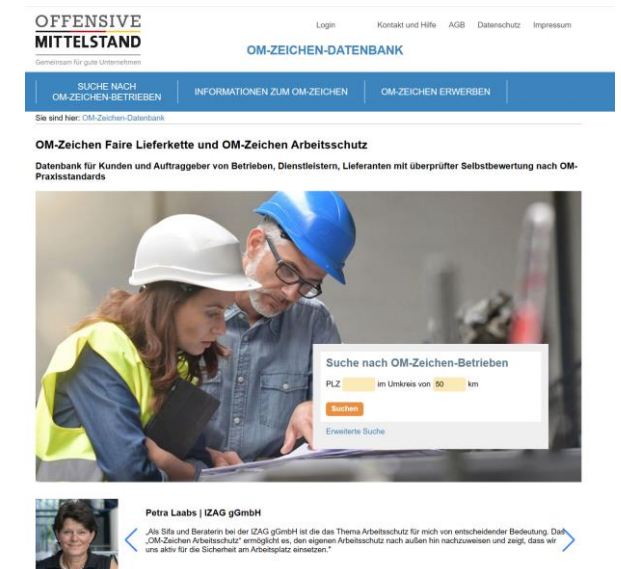 OFFENSIVE
MITTELSTAND
Gemeinsam für gute Unternehmen
Login Kontakt und Hilfe AGB Datenschutz Impressum
OM-ZEICHEN-DATENBANK
SUCHE NACH
OM-ZEICHEN-BETRIEBEN
INFORMATIONEN ZUM OM-ZEICHEN
OM-ZEICHEN ERWERBEN
Sie sind hier: OM-Zeichen-Datenbank
OM-Zeichen Faire Lieferkette und OM-Zeichen Arbeitsschutz
Datenbank für Kunden und Auftraggeber von Betrieben, Dienstleistern, Lieferanten mit überprüfter Selbstbewertung nach OM-
Praxisstandards
Suche nach OM-Zeichen-Betrieben
PLZ im Umkreis von 50 km
Suchen
Erweiterte Suche
Petra Laabs | IZAG gGmbH
„Als Sifa und Beraterin bei der IZAG gGmbH ist die das Thema Arbeitsschutz für mich von entscheidender Bedeutung. Das
„OM-Zeichen Arbeitsschutz“ ermöglicht es, den eigenen Arbeitsschutz nach außen hin nachzuweisen und zeigt, dass wir
uns aktiv für die Sicherheit am Arbeitsplatz einsetzen.“